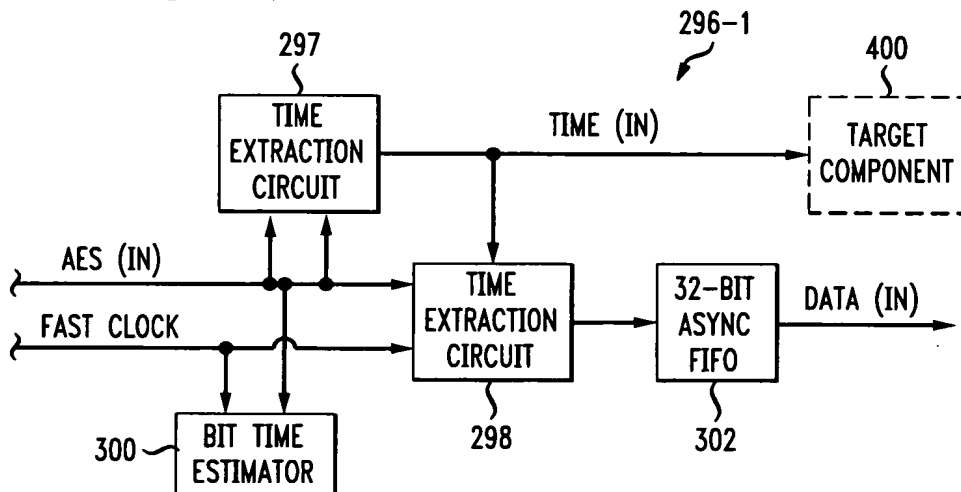 296-1
297
400
TIME
EXTRACTION
CIRCUIT
TIME (IN)
TARGET
COMPONENT
AES (IN)
FAST CLOCK
TIME
EXTRACTION
CIRCUIT
32-BIT
ASYNC
FIFO
DATA (IN)
298
302
300
BIT TIME
ESTIMATOR